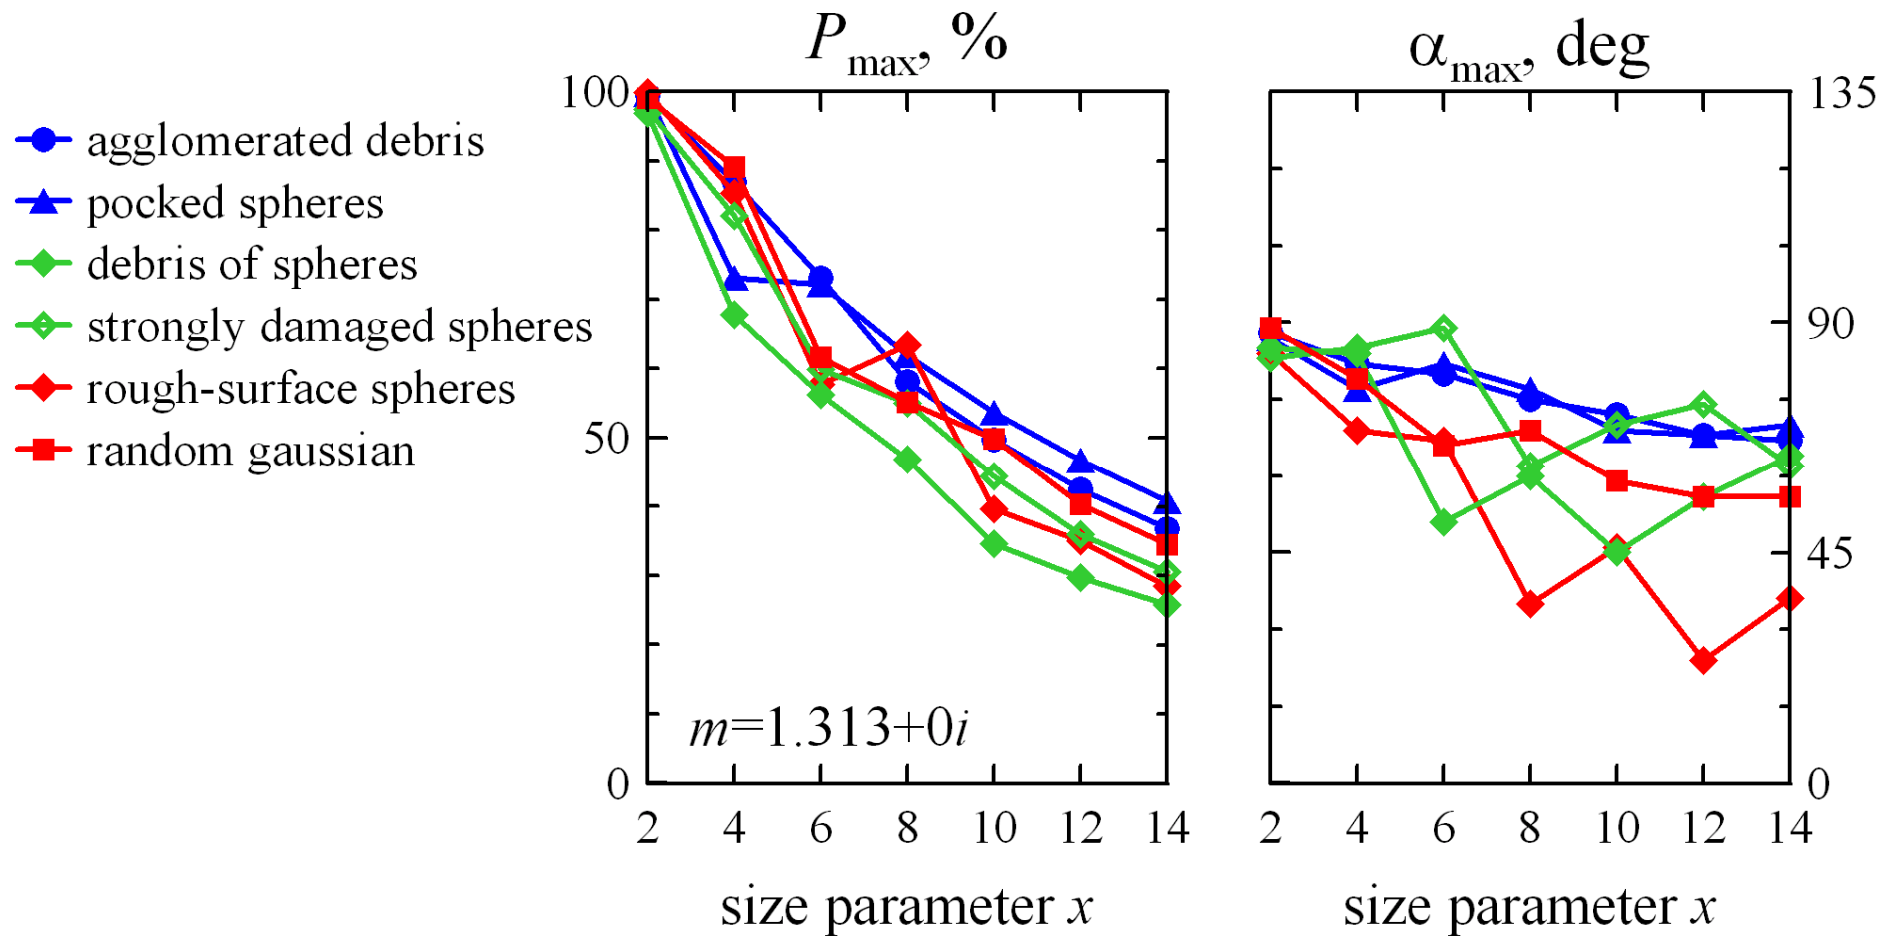 P_max, %
α_max, deg
agglomerated debris
pocked spheres
debris of spheres
strongly damaged spheres
rough-surface spheres
random gaussian
100
50
0
m=1.313+0i
2 4 6 8 10 12 14
size parameter x
135
90
45
0
2 4 6 8 10 12 14
size parameter x